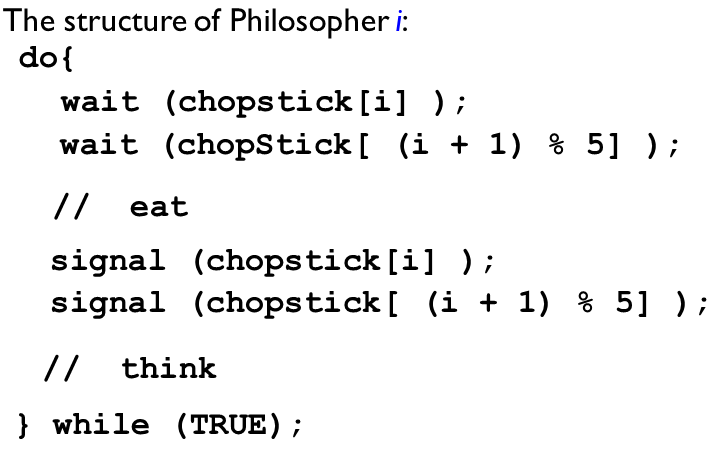 The structure of Philosopher i:
do{
wait (chopstick[i] );
wait (chopStick[ (i + 1) % 5] );
// eat
signal (chopstick[i] );
signal (chopstick[ (i + 1) % 5] );
// think
} while (TRUE);